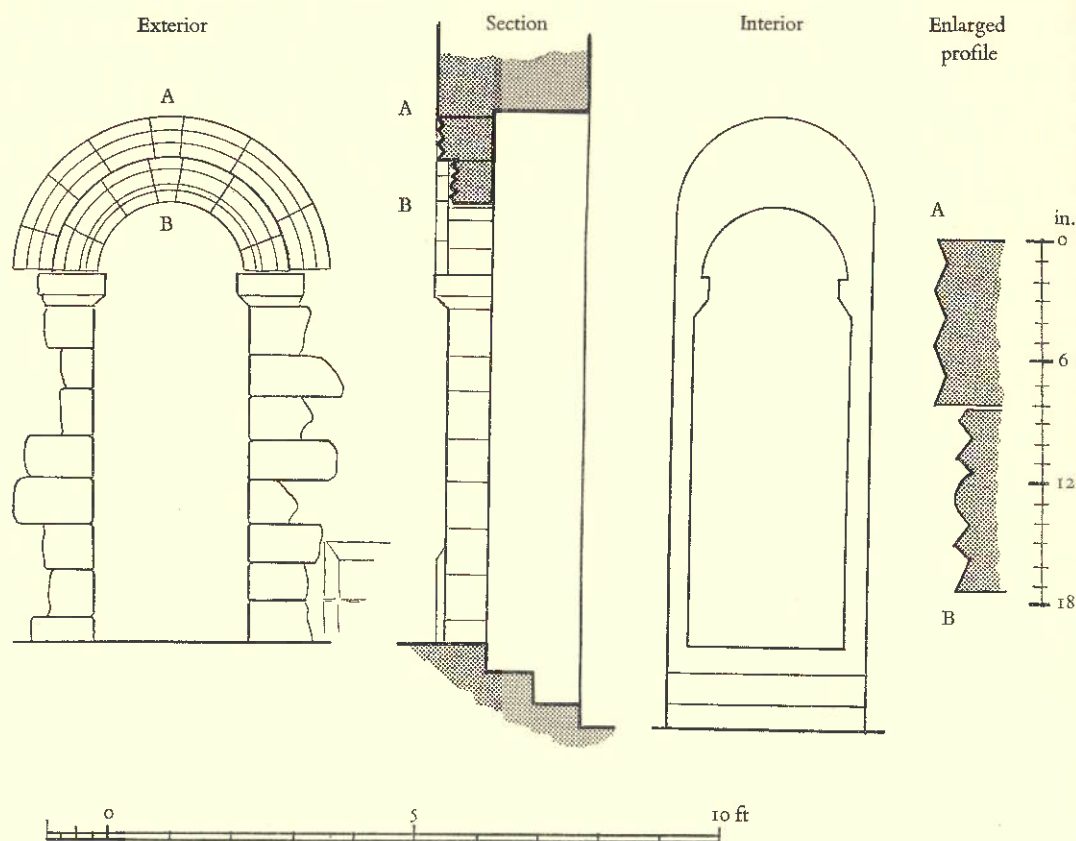 Exterior
Section
Interior
Enlarged
profile
A
B
A
B
A
in.
0
6
12
18
B
0 5 10 ft